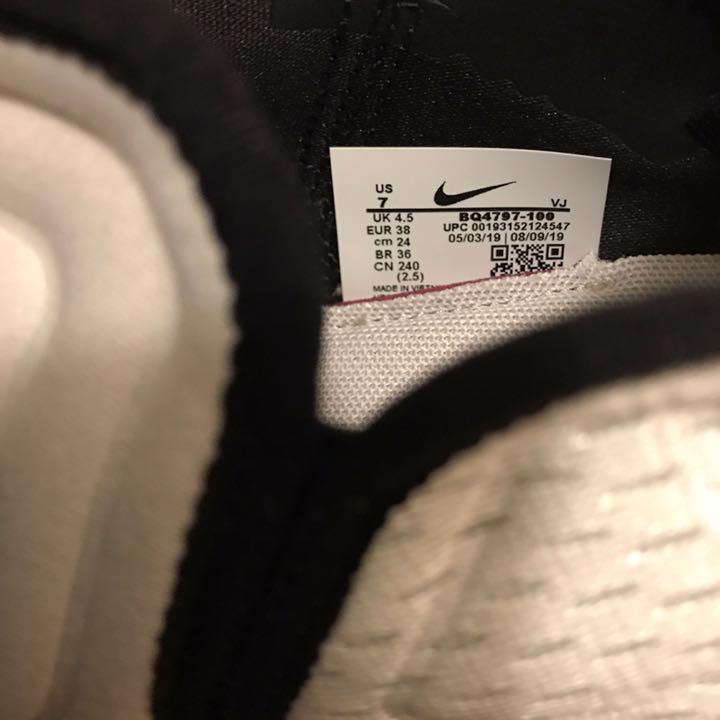 US
7 VJ
UK 4.5 BQ4797-100
EUR 38 UPC 00193152124547
cm 24 05/03/19 | 08/09/19
BR 36
CN 240
(2.5)
MADE IN